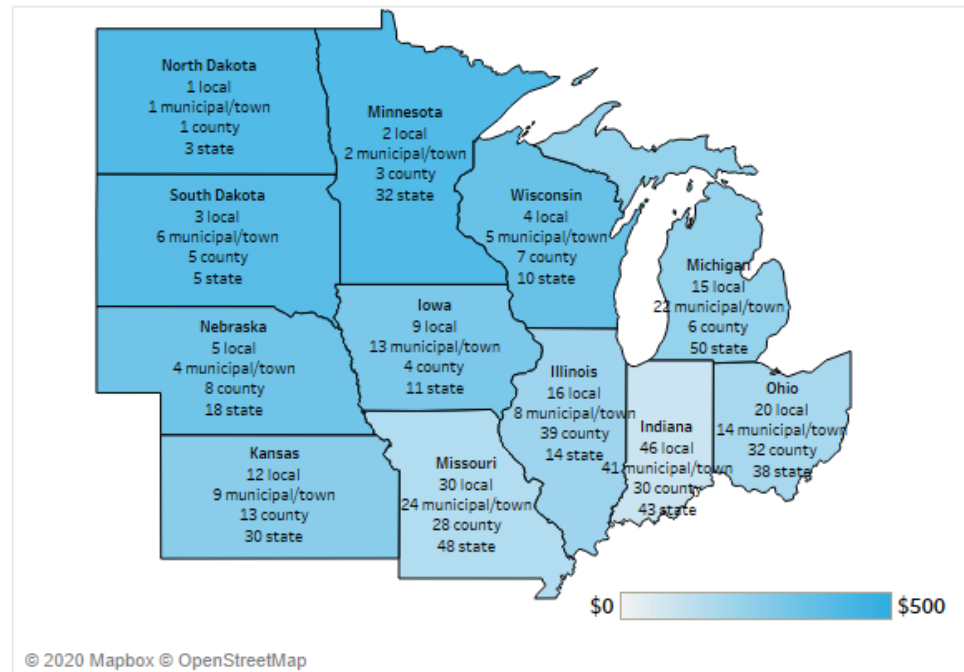 North Dakota
1 local
1 municipal/town
1 county
3 state
Minnesota
2 local
2 municipal/town
3 county
32 state
South Dakota
3 local
6 municipal/town
5 county
5 state
Wisconsin
4 local
5 municipal/town
7 county
10 state
Michigan
15 local
22 municipal/town
6 county
50 state
Nebraska
5 local
4 municipal/town
8 county
18 state
Iowa
9 local
13 municipal/town
4 county
11 state
Illinois
16 local
8 municipal/town
39 county
14 state
Indiana
46 local
41 municipal/town
30 county
43 state
Ohio
20 local
14 municipal/town
32 county
38 state
Kansas
12 local
9 municipal/town
13 county
30 state
Missouri
30 local
24 municipal/town
28 county
48 state
$0 $500
© 2020 Mapbox © OpenStreetMap